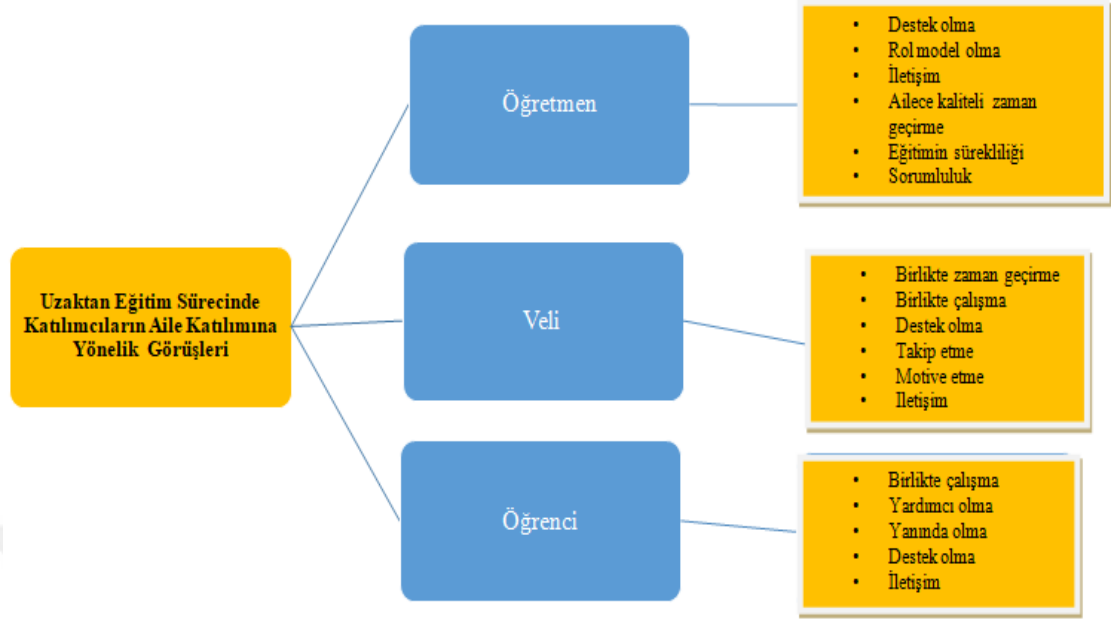 Uzaktan Eğitim Sürecinde
Katılımcıların Aile Katılımına
Yönelik Görüşleri
Öğretmen
• Destek olma
• Rol model olma
• İletişim
• Ailece kaliteli zaman
geçirme
• Eğitimin sürekliliği
• Sorumluluk
Veli
• Birlikte zaman geçirme
• Birlikte çalışma
• Destek olma
• Takip etme
• Motive etme
• İletişim
Öğrenci
• Birlikte çalışma
• Yardımcı olma
• Yanında olma
• Destek olma
• İletişim